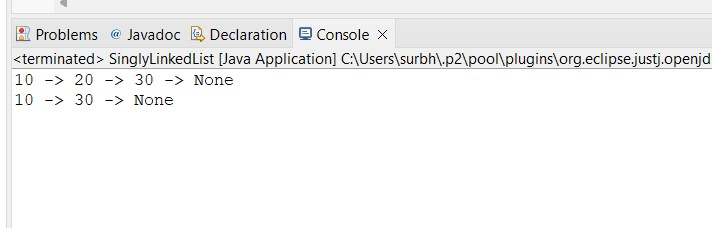 Problems @ Javadoc Declaration Console
<terminated> SinglyLinkedList [Java Application] C:\Users\surbh\.p2\pool\plugins\org.eclipse.justj.openjd
10 -> 20 -> 30 -> None
10 -> 30 -> None